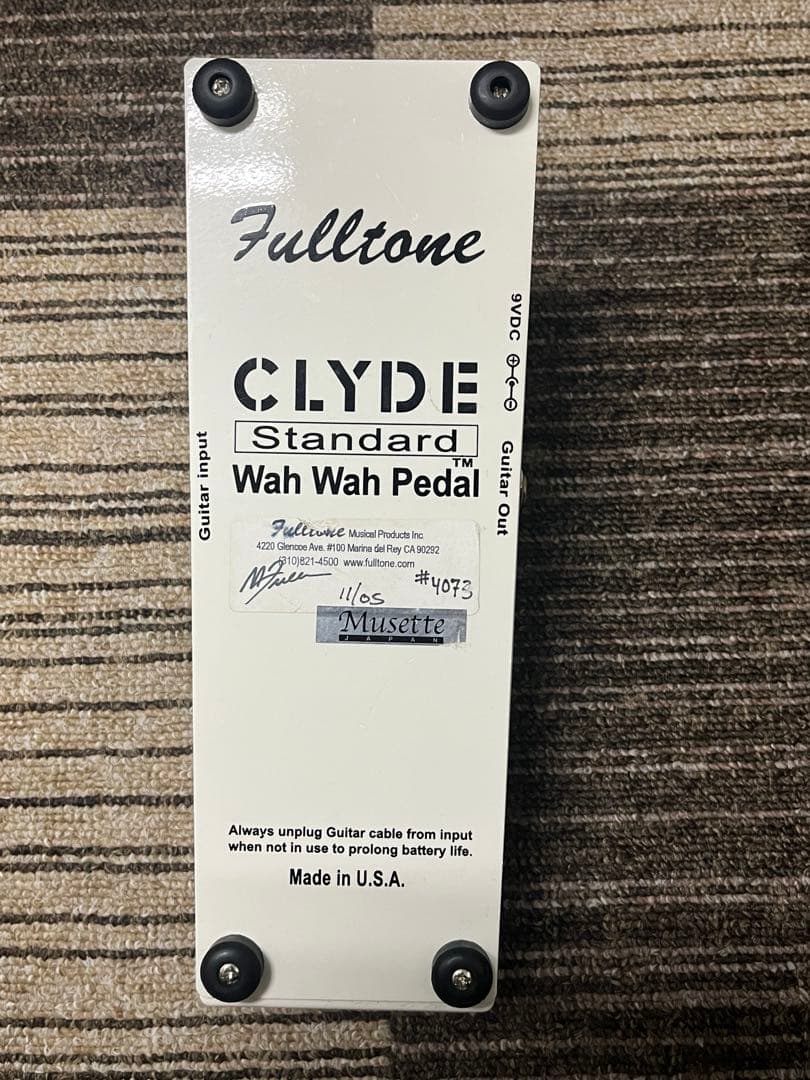 Fulltone
CLYDE
Standard
Wah Wah Pedal™
9VDC
Guitar Out
Guitar input
Fulltone Musical Products Inc.
4220 Glencoe Ave. #100 Marina del Rey CA 90292
(310)821-4500 www.fulltone.com
#4073
11/05
Musette
JAPAN
Always unplug Guitar cable from input
when not in use to prolong battery life.
Made in U.S.A.